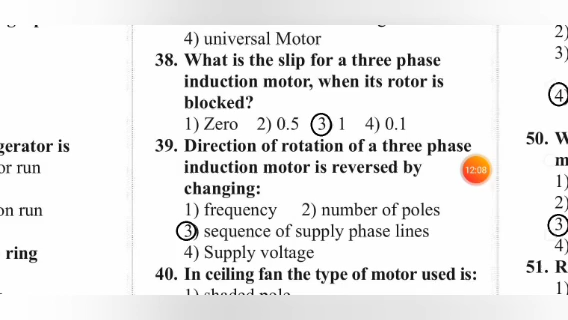 gerator is
or run
on run
ring
4) universal Motor
38. What is the slip for a three phase
induction motor, when its rotor is
blocked?
1) Zero 2) 0.5 3) 1 4) 0.1
39. Direction of rotation of a three phase
induction motor is reversed by
changing:
1) frequency 2) number of poles
3) sequence of supply phase lines
4) Supply voltage
40. In ceiling fan the type of motor used is:
1) shaded pole
12:08
2)
3)
4
50. W
m
1)
2)
3
4)
51. R
1)